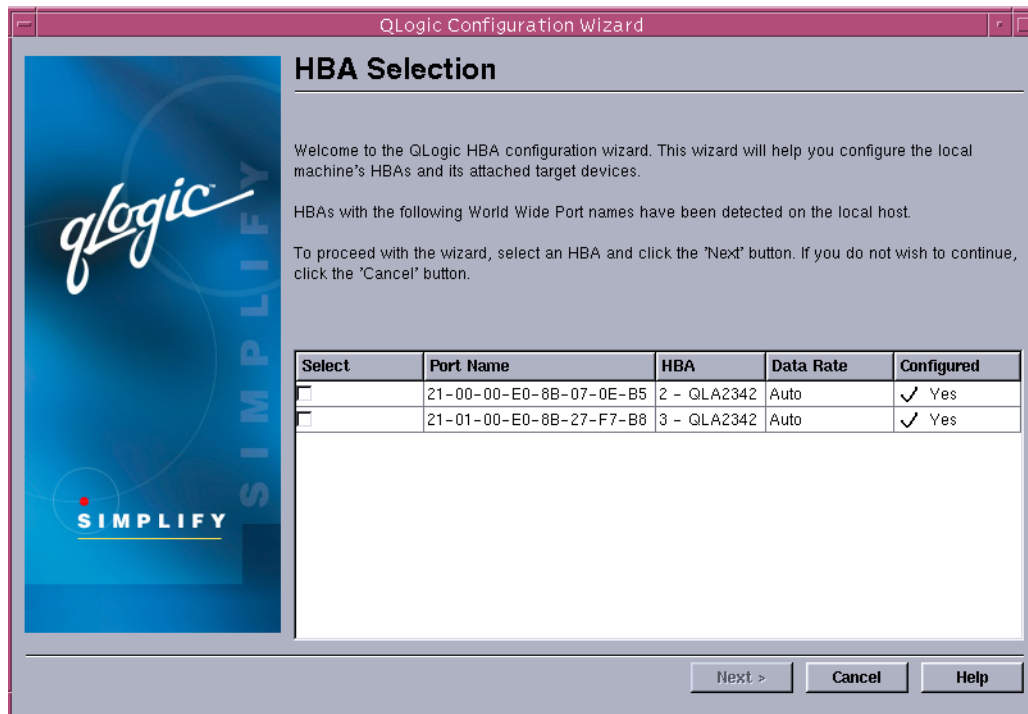 QLogic Configuration Wizard
HBA Selection
Welcome to the QLogic HBA configuration wizard. This wizard will help you configure the local
machine's HBAs and its attached target devices.
HBAs with the following World Wide Port names have been detected on the local host.
To proceed with the wizard, select an HBA and click the 'Next' button. If you do not wish to continue,
click the 'Cancel' button.
qlogic
SIMPLIFY
SIMPLIFY
Select Port Name HBA Data Rate Configured
21-00-00-E0-8B-07-0E-B5 2 - QLA2342 Auto Yes
21-01-00-E0-8B-27-F7-B8 3 - QLA2342 Auto Yes
Next > Cancel Help